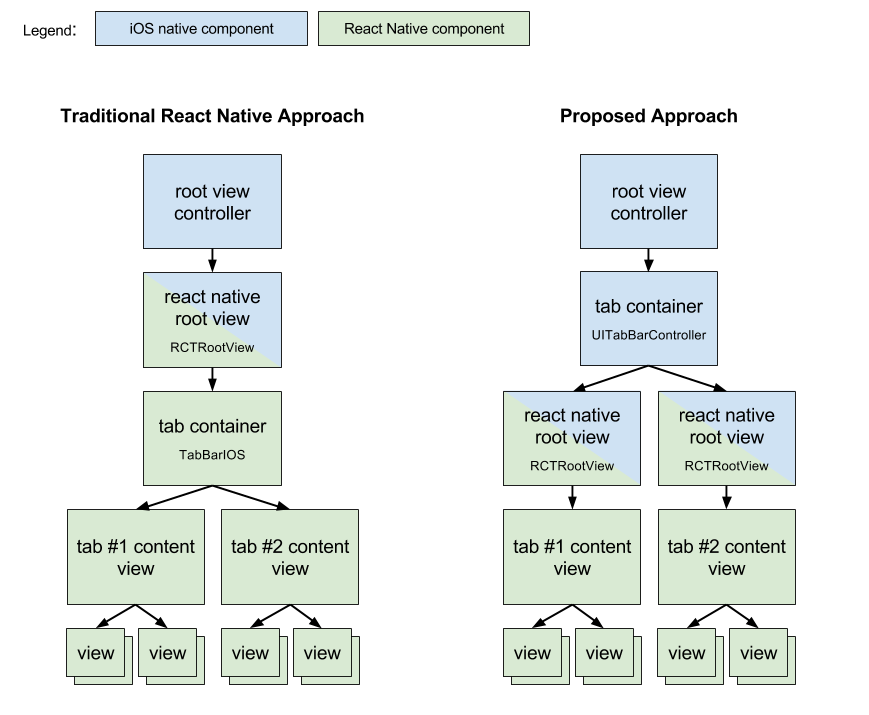 Legend:
iOS native component
React Native component
Traditional React Native Approach
root view
controller
react native
root view
RCTRootView
tab container
TabBarIOS
tab #1 content
view
tab #2 content
view
view
view
view
view
Proposed Approach
root view
controller
tab container
UITabBarController
react native
root view
RCTRootView
react native
root view
RCTRootView
tab #1 content
view
tab #2 content
view
view
view
view
view